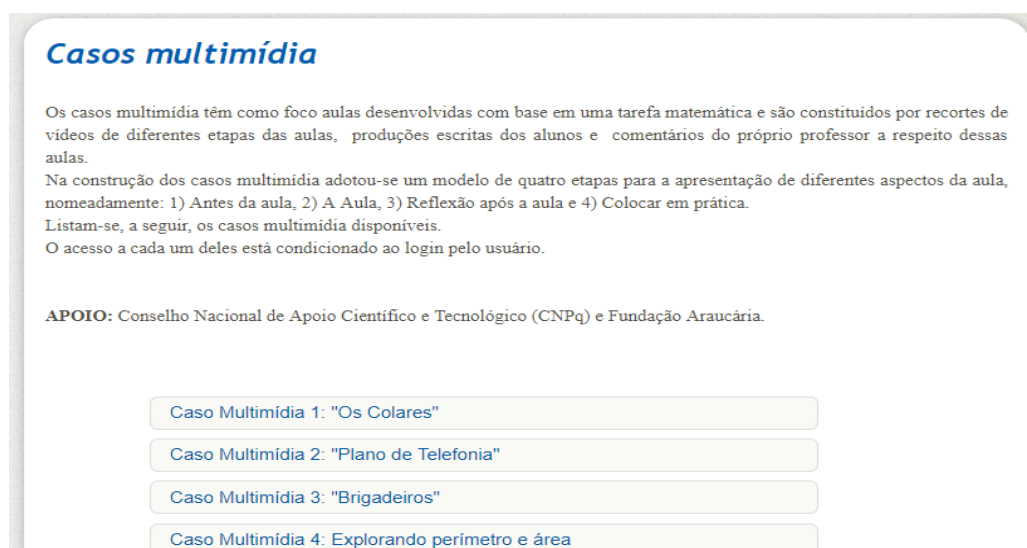 Casos multimídia
Os casos multimídia têm como foco aulas desenvolvidas com base em uma tarefa matemática e são constituídos por recortes de
vídeos de diferentes etapas das aulas, produções escritas dos alunos e comentários do próprio professor a respeito dessas
aulas.
Na construção dos casos multimídia adotou-se um modelo de quatro etapas para a apresentação de diferentes aspectos da aula,
nomeadamente: 1) Antes da aula, 2) A Aula, 3) Reflexão após a aula e 4) Colocar em prática.
Listam-se, a seguir, os casos multimídia disponíveis.
O acesso a cada um deles está condicionado ao login pelo usuário.
APOIO: Conselho Nacional de Apoio Científico e Tecnológico (CNPq) e Fundação Araucária.
Caso Multimídia 1: "Os Colares"
Caso Multimídia 2: "Plano de Telefonia"
Caso Multimídia 3: "Brigadeiros"
Caso Multimídia 4: Explorando perímetro e área